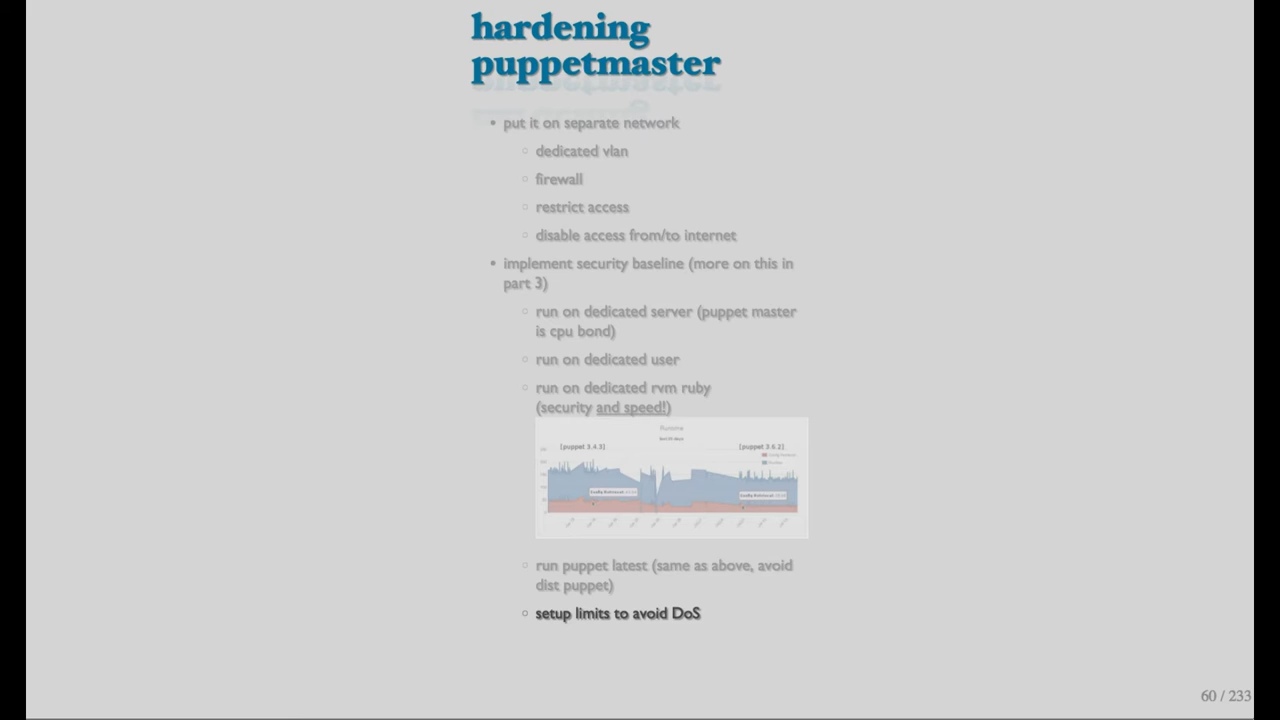 hardening
puppetmaster
• put it on separate network
○ dedicated vlan
○ firewall
○ restrict access
○ disable access from/to internet
• implement security baseline (more on this in
part 3)
○ run on dedicated server (puppet master
is cpu bond)
○ run on dedicated user
○ run on dedicated rvm ruby
(security and speed!)
Runtime
[puppet 3.4.3]
[puppet 3.6.2]
○ run puppet latest (same as above, avoid
dist puppet)
○ setup limits to avoid DoS
60 / 233